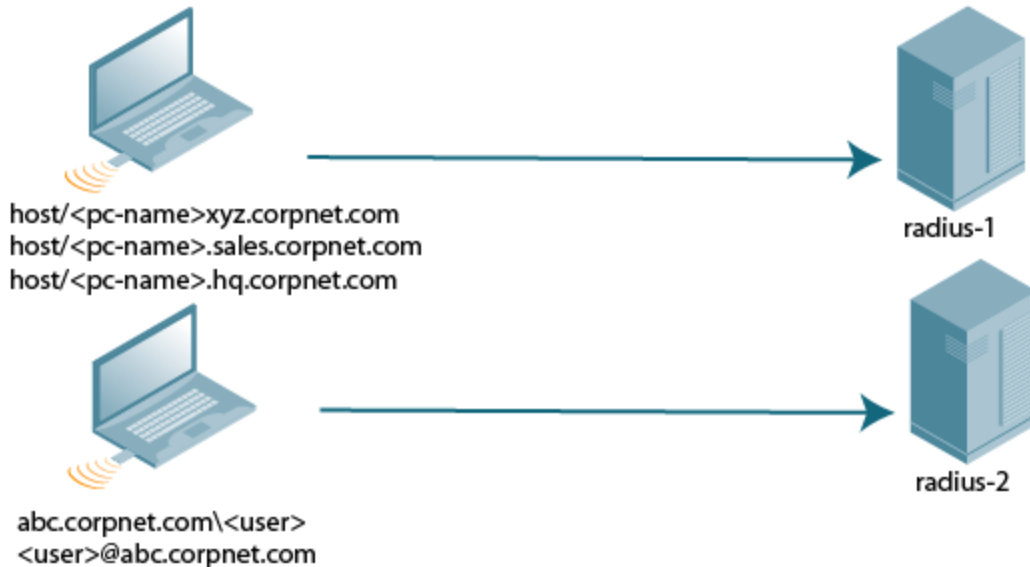 host/<pc-name>xyz.corpnet.com
host/<pc-name>.sales.corpnet.com
host/<pc-name>.hq.corpnet.com
radius-1
abc.corpnet.com\<user>
<user>@abc.corpnet.com
radius-2